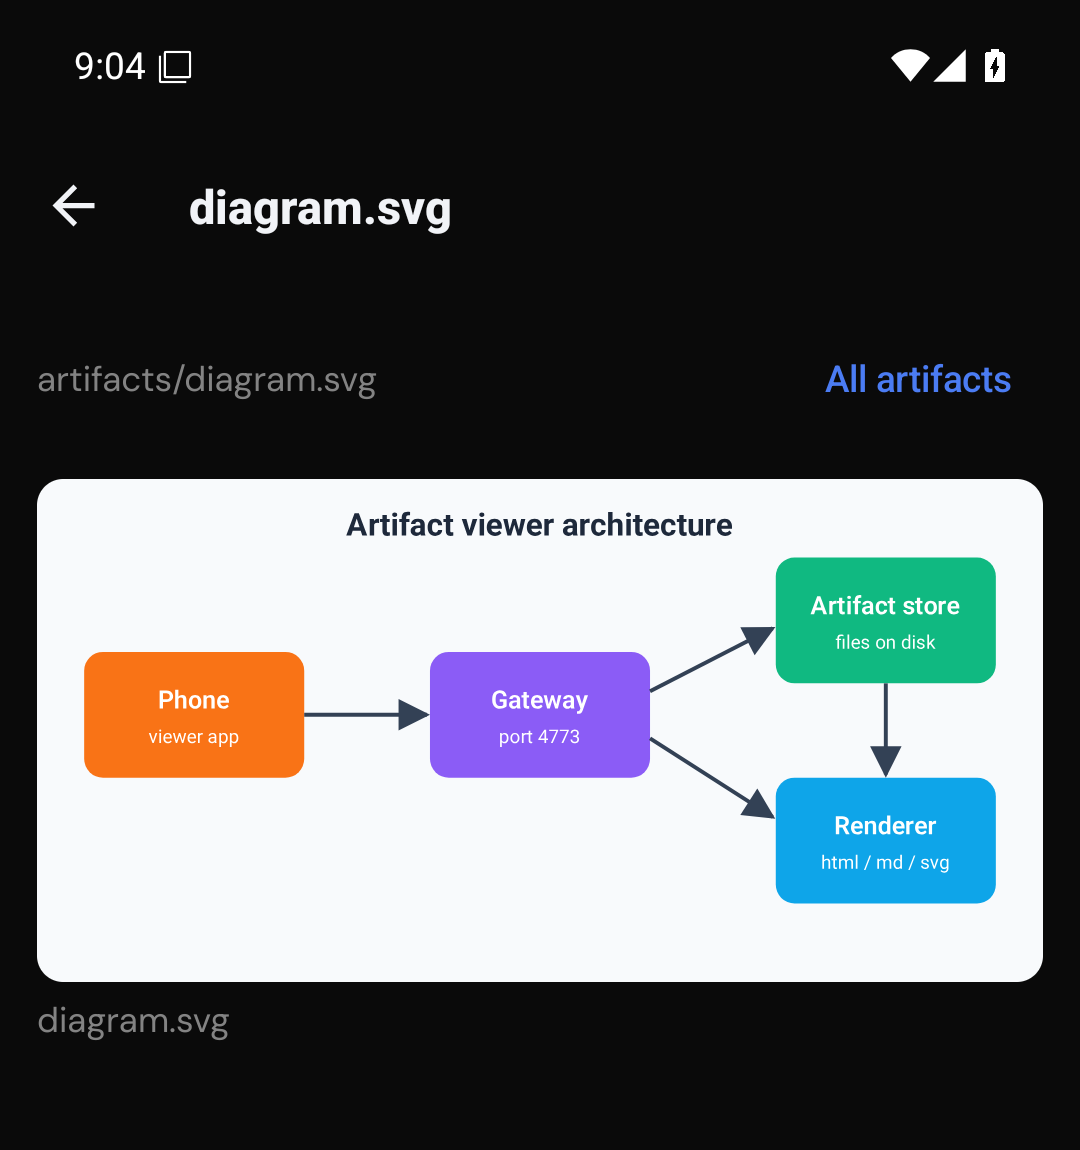 9:04
diagram.svg
artifacts/diagram.svg
All artifacts
Artifact viewer architecture
Artifact store
files on disk
Phone
viewer app
Gateway
port 4773
Renderer
html / md / svg
diagram.svg